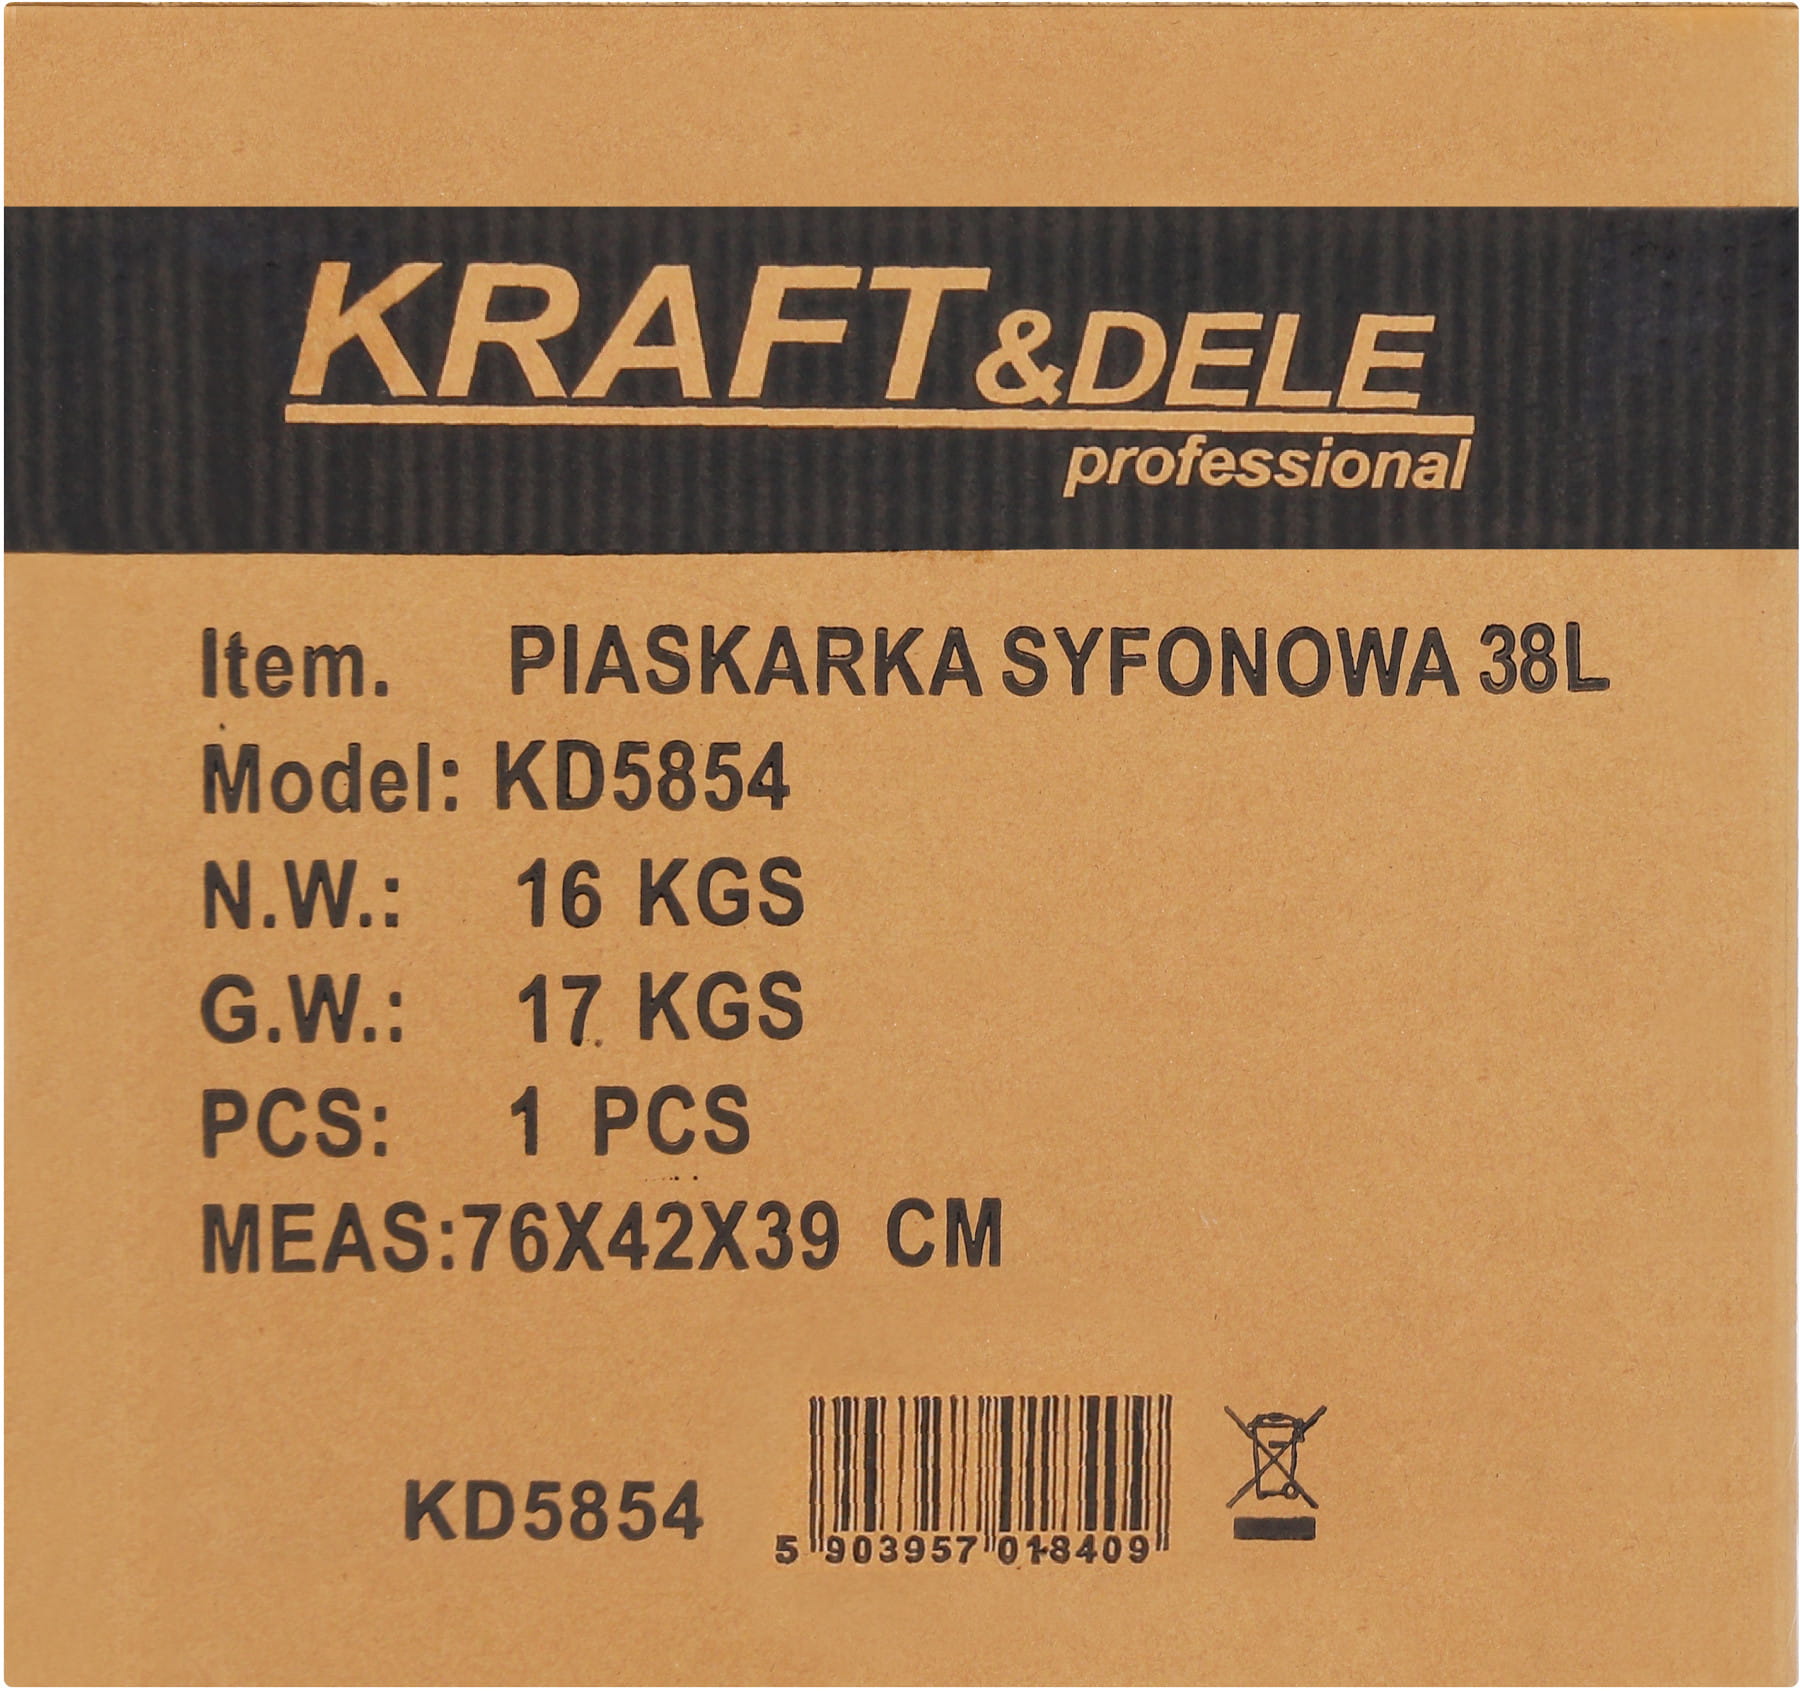 KRAFT&DELE
professional
Item. PIASKARKA SYFONOWA 38L
Model: KD5854
N.W.: 16 KGS
G.W.: 17 KGS
PCS: 1 PCS
MEAS:76X42X39 CM
KD5854
5 903957 018409